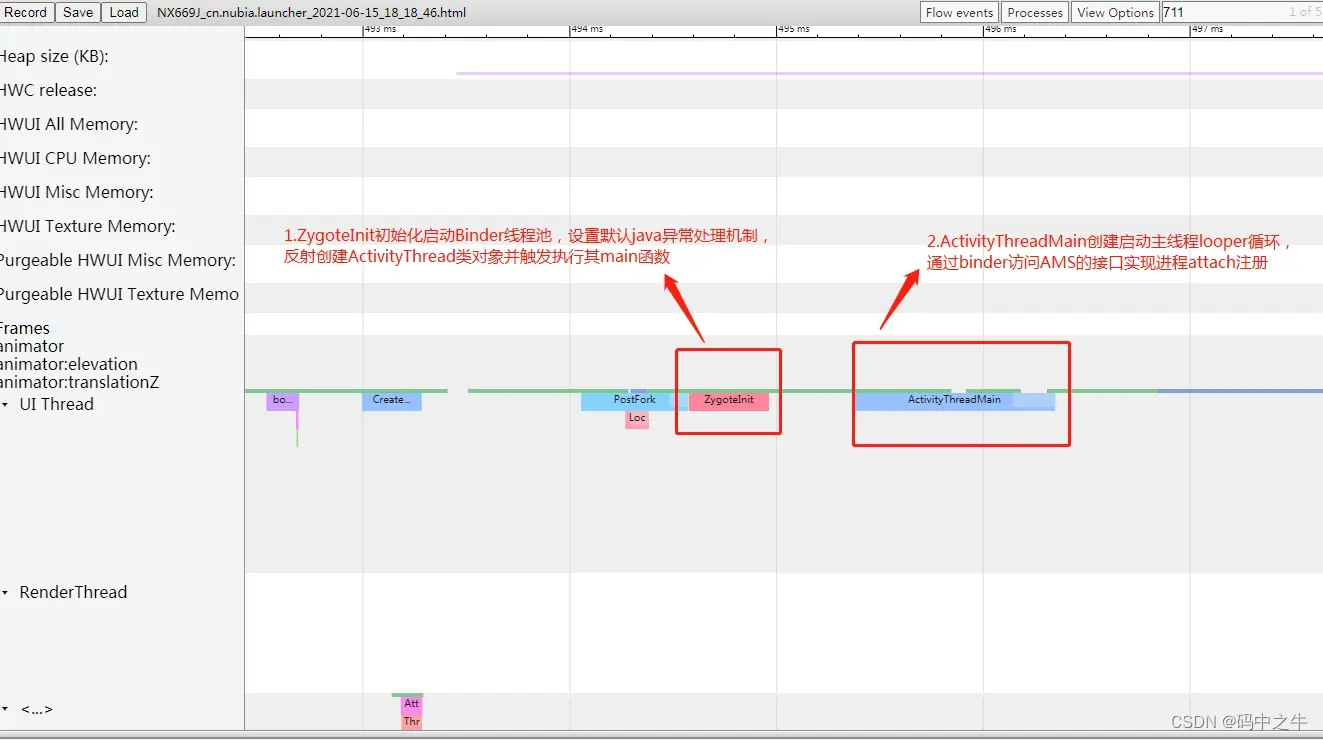 Record Save Load NX669J_cn.nubia.launcher_2021-06-15_18_18_46.html Flow events Processes View Options 711 1 of 5
493 ms 494 ms 495 ms 496 ms 497 ms
Heap size (KB):
HWC release:
HWUI All Memory:
HWUI CPU Memory:
HWUI Misc Memory:
HWUI Texture Memory:
Purgeable HWUI Misc Memory:
Purgeable HWUI Texture Memo
1.ZygoteInit初始化启动Binder线程池，设置默认java异常处理机制，
反射创建ActivityThread类对象并触发执行其main函数
2.ActivityThreadMain创建启动主线程looper循环，
通过binder访问AMS的接口实现进程attach注册
Frames
animator
animator:elevation
animator:translationZ
UI Thread
bo... Create... PostFork ZygoteInit ActivityThreadMain
Loc
RenderThread
<...>
Att
Thr
CSDN @码中之牛